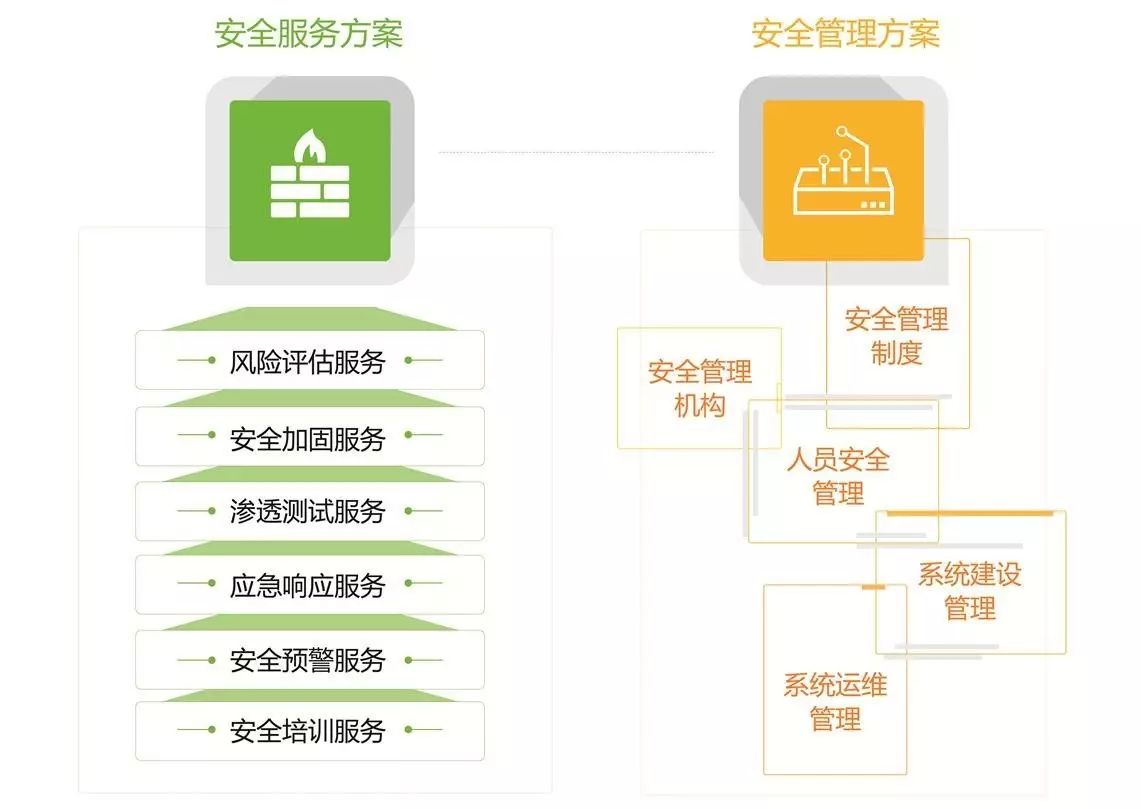 安全服务方案
风险评估服务
安全加固服务
渗透测试服务
应急响应服务
安全预警服务
安全培训服务
安全管理方案
安全管理
制度
安全管理
机构
人员安全
管理
系统建设
管理
系统运维
管理